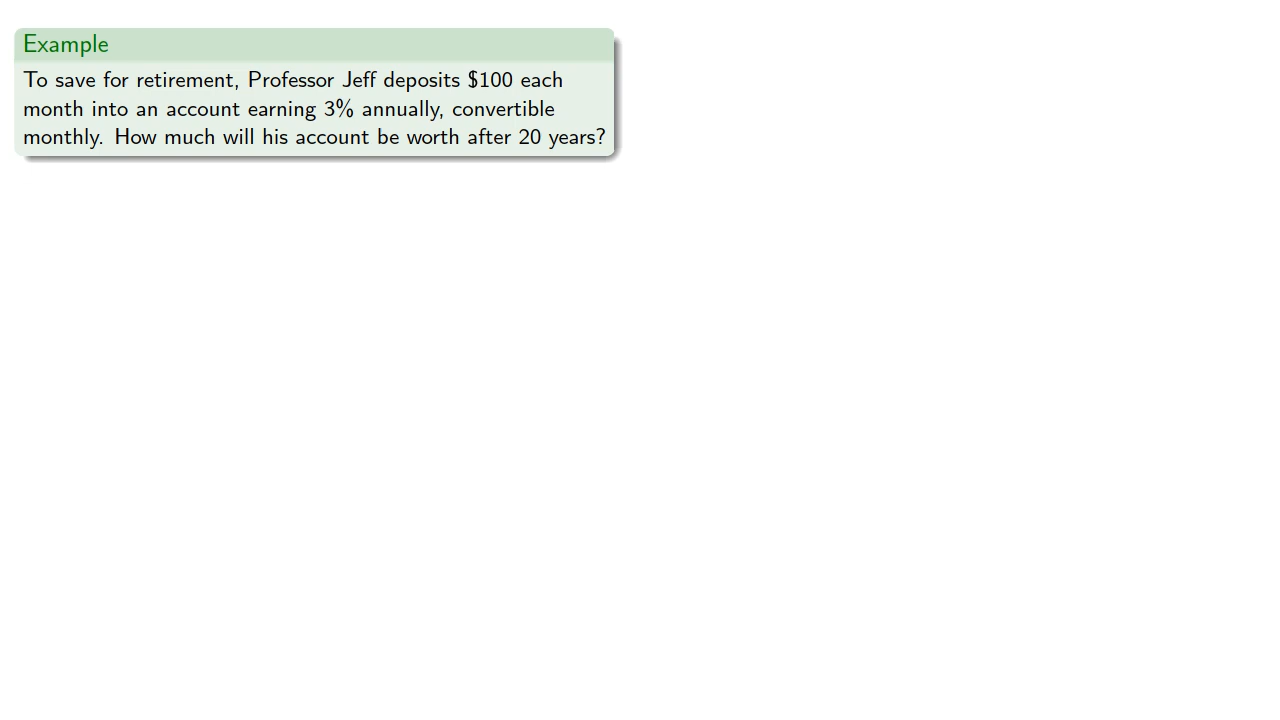 Example
To save for retirement, Professor Jeff deposits $100 each
month into an account earning 3% annually, convertible
monthly. How much will his account be worth after 20 years?